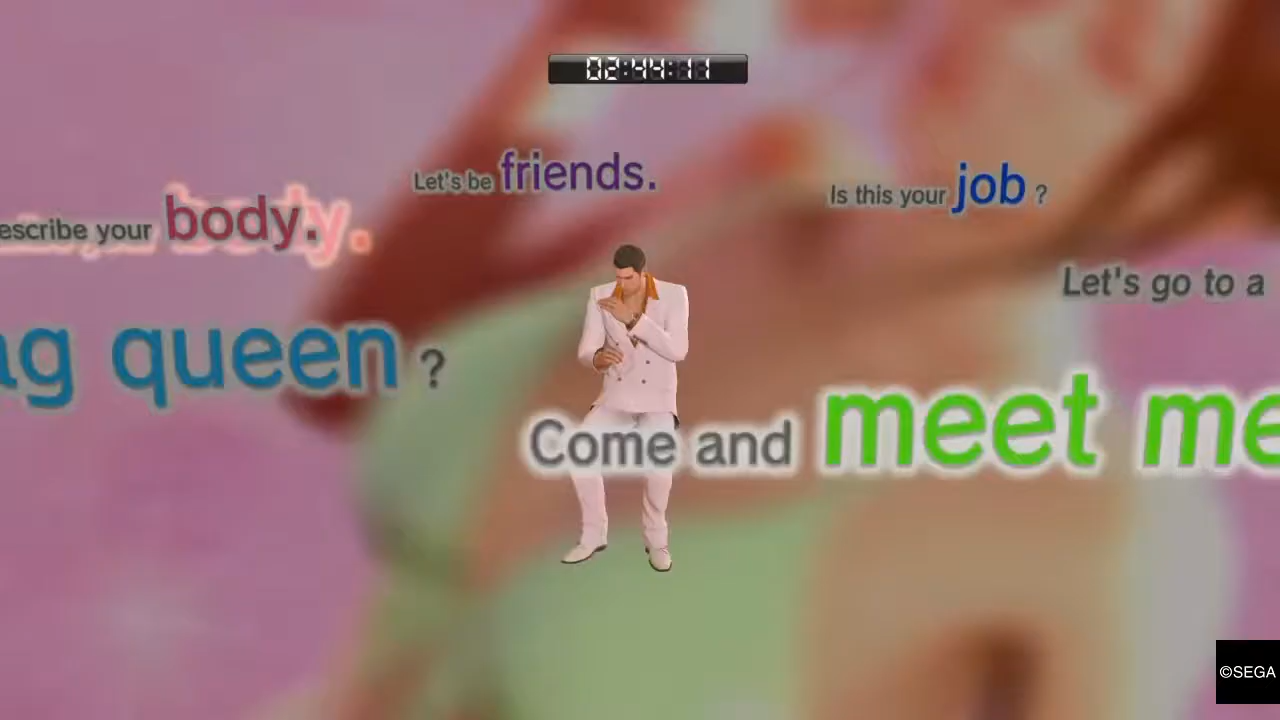 02:44:11
Let's be friends.
Is this your job ?
escribe your body.
Let's go to a
ag queen ?
Come and meet me
©SEGA